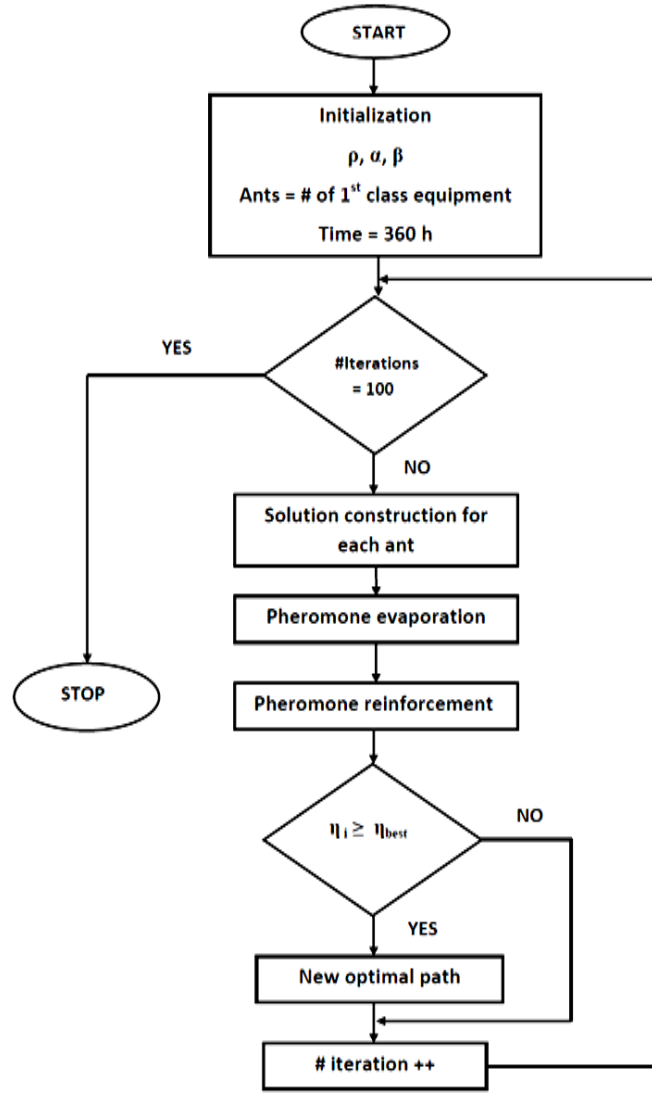 START
Initialization
ρ, α, β
Ants = # of 1st class equipment
Time = 360 h
YES
#Iterations
= 100
NO
Solution construction for
each ant
Pheromone evaporation
STOP
Pheromone reinforcement
η i ≥ ηbest
NO
YES
New optimal path
# iteration ++